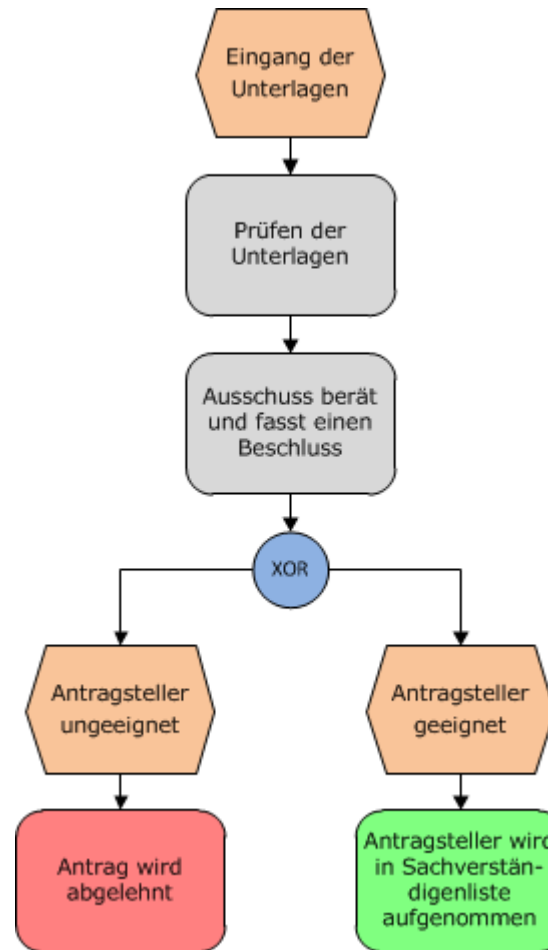 Eingang der
Unterlagen
Prüfen der
Unterlagen
Ausschuss berät
und fasst einen
Beschluss
XOR
Antragsteller
ungeeignet
Antragsteller
geeignet
Antrag wird
abgelehnt
Antragsteller wird
in Sachverstän-
digenliste
aufgenommen